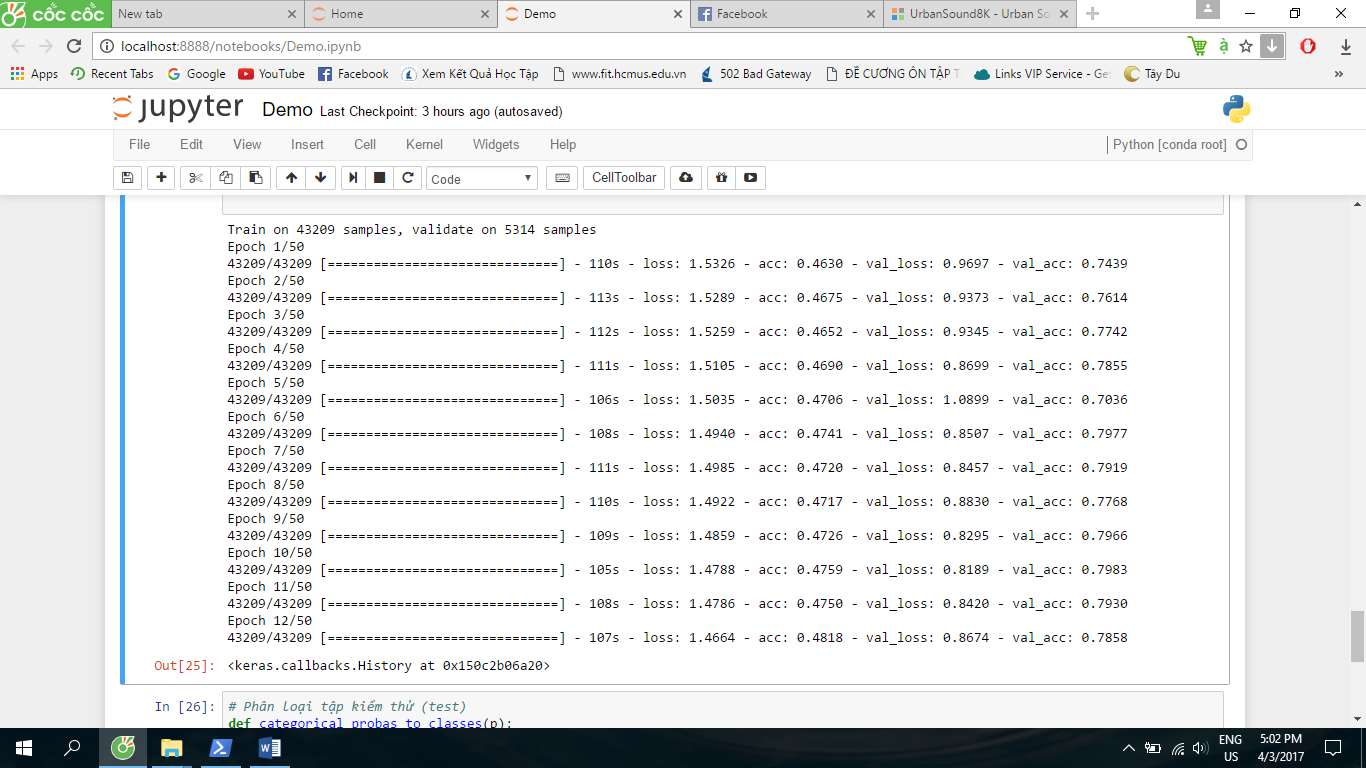 cốc cốc New tab Home Demo Facebook UrbanSound8K - Urban So
localhost:8888/notebooks/Demo.ipynb
Apps Recent Tabs Google YouTube Facebook Xem Kết Quả Học Tập www.fit.hcmus.edu.vn 502 Bad Gateway ĐỀ CƯƠNG ÔN TẬP T Links VIP Service - Ge Tây Du »
jupyter Demo Last Checkpoint: 3 hours ago (autosaved)
File Edit View Insert Cell Kernel Widgets Help Python [conda root]
Code CellToolbar
Train on 43209 samples, validate on 5314 samples
Epoch 1/50
43209/43209 [==============================] - 110s - loss: 1.5326 - acc: 0.4630 - val_loss: 0.9697 - val_acc: 0.7439
Epoch 2/50
43209/43209 [==============================] - 113s - loss: 1.5289 - acc: 0.4675 - val_loss: 0.9373 - val_acc: 0.7614
Epoch 3/50
43209/43209 [==============================] - 112s - loss: 1.5259 - acc: 0.4652 - val_loss: 0.9345 - val_acc: 0.7742
Epoch 4/50
43209/43209 [==============================] - 111s - loss: 1.5105 - acc: 0.4690 - val_loss: 0.8699 - val_acc: 0.7855
Epoch 5/50
43209/43209 [==============================] - 106s - loss: 1.5035 - acc: 0.4706 - val_loss: 1.0899 - val_acc: 0.7036
Epoch 6/50
43209/43209 [==============================] - 108s - loss: 1.4940 - acc: 0.4741 - val_loss: 0.8507 - val_acc: 0.7977
Epoch 7/50
43209/43209 [==============================] - 111s - loss: 1.4985 - acc: 0.4720 - val_loss: 0.8457 - val_acc: 0.7919
Epoch 8/50
43209/43209 [==============================] - 110s - loss: 1.4922 - acc: 0.4717 - val_loss: 0.8830 - val_acc: 0.7768
Epoch 9/50
43209/43209 [==============================] - 109s - loss: 1.4859 - acc: 0.4726 - val_loss: 0.8295 - val_acc: 0.7966
Epoch 10/50
43209/43209 [==============================] - 105s - loss: 1.4788 - acc: 0.4759 - val_loss: 0.8189 - val_acc: 0.7983
Epoch 11/50
43209/43209 [==============================] - 108s - loss: 1.4786 - acc: 0.4750 - val_loss: 0.8420 - val_acc: 0.7930
Epoch 12/50
43209/43209 [==============================] - 107s - loss: 1.4664 - acc: 0.4818 - val_loss: 0.8674 - val_acc: 0.7858
Out[25]: <keras.callbacks.History at 0x150c2b06a20>
In [26]: # Phân loại tập kiểm thử (test)
def categorical_probas_to_classes(p):
ENG 5:02 PM
US 4/3/2017